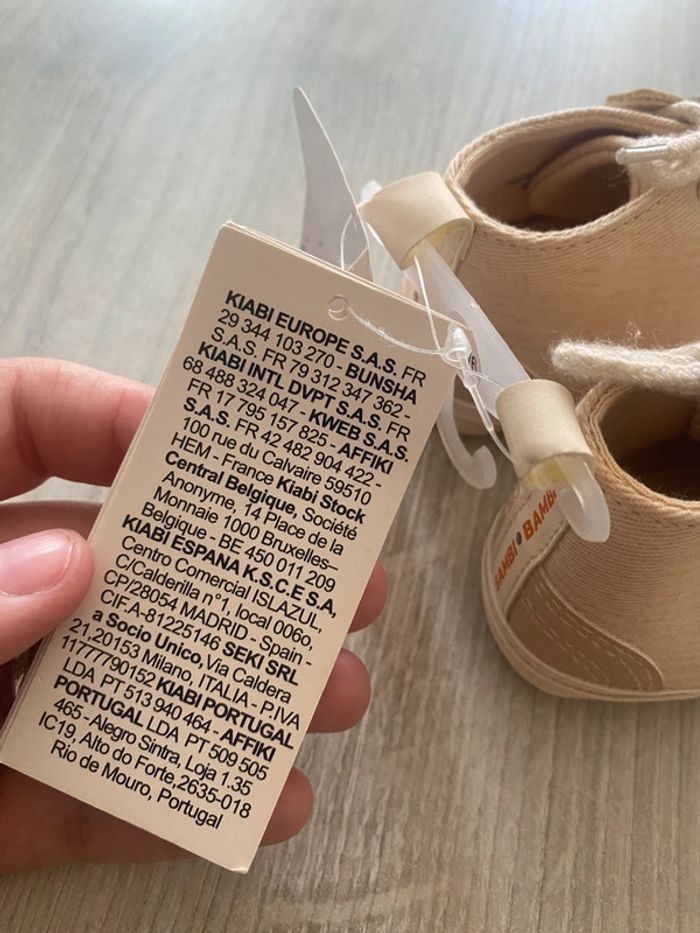 KIABI EUROPE S.A.S. FR
29 344 103 270 - BUNSHA
S.A.S. FR 79 312 347 362 -
KIABI INTL DVPT S.A.S. FR
68 488 324 047 - KWEB S.A.S.
FR 17 795 157 825 - AFFIKI
S.A.S. FR 42 482 904 422 -
100 rue du Calvaire 59510
HEM - France Kiabi Stock
Central Belgique, Société
Anonyme, 14 Place de la
Monnaie 1000 Bruxelles–
Belgique - BE 450 011 209
KIABI ESPANA K.S.C.E S.A,
Centro Comercial ISLAZUL,
C/Calderilla n°1, local 006o,
CP/28054 MADRID - Spain -
CIF.A-81225146 SEKI SRL
a Socio Unico, Via Caldera
21,20153 Milano, ITALIA - P.IVA
11777790152 KIABI PORTUGAL
LDA PT 513 940 464 - AFFIKI
PORTUGAL LDA PT 509 505
465 - Alegro Sintra, Loja 1.35
IC19, Alto do Forte,2635-018
Rio de Mouro, Portugal
BAMBI BAMBI